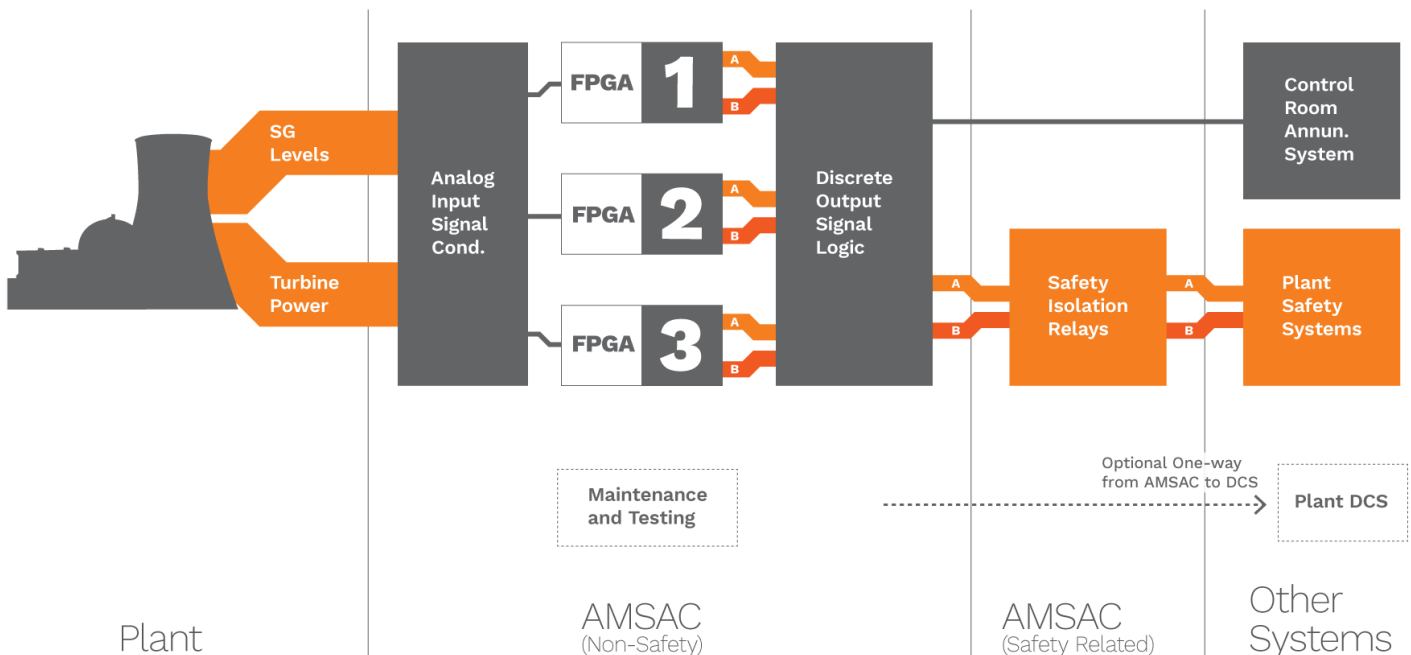 SG
Levels
Turbine
Power
Analog
Input
Signal
Cond.
FPGA 1
A
B
FPGA 2
A
B
FPGA 3
A
B
Discrete
Output
Signal
Logic
A
B
Safety
Isolation
Relays
A
B
Control
Room
Annun.
System
Plant
Safety
Systems
Maintenance
and Testing
Optional One-way
from AMSAC to DCS
Plant DCS
Plant
AMSAC
(Non-Safety)
AMSAC
(Safety Related)
Other
Systems